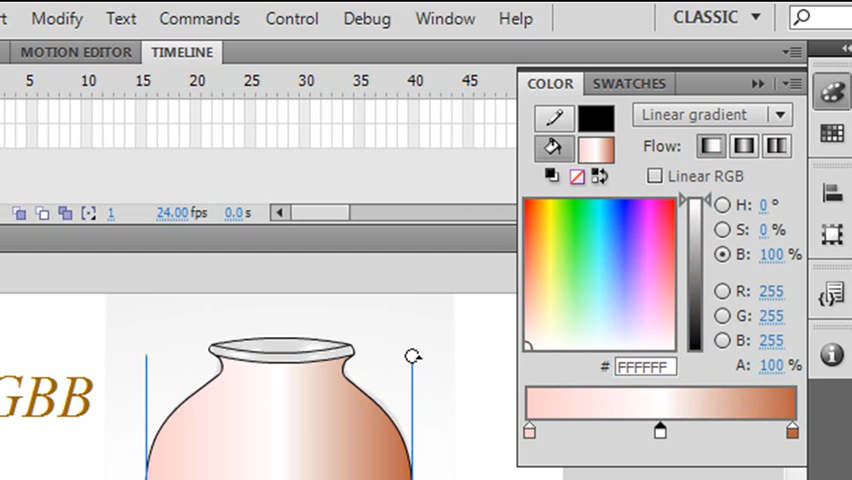 Modify Text Commands Control Debug Window Help CLASSIC
MOTION EDITOR TIMELINE
5 10 15 20 25 30 35 40 45
COLOR SWATCHES
Linear gradient
Flow:
Linear RGB
H: 0 °
S: 0 %
B: 100 %
R: 255
G: 255
B: 255
# FFFFFF
A: 100 %
1 24.00 fps 0.0 s
GBB